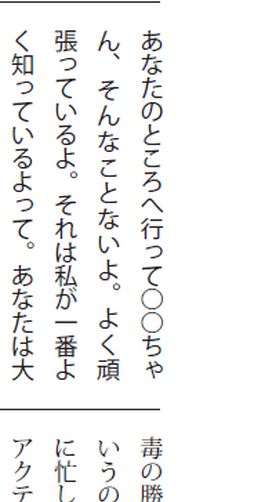 あなたのところへ行って〇〇ちゃ
ん、そんなことないよ。よく頑
張っているよ。それは私が一番よ
く知っているよって。あなたは大
毒の勝
いうの
に忙し
アクテ